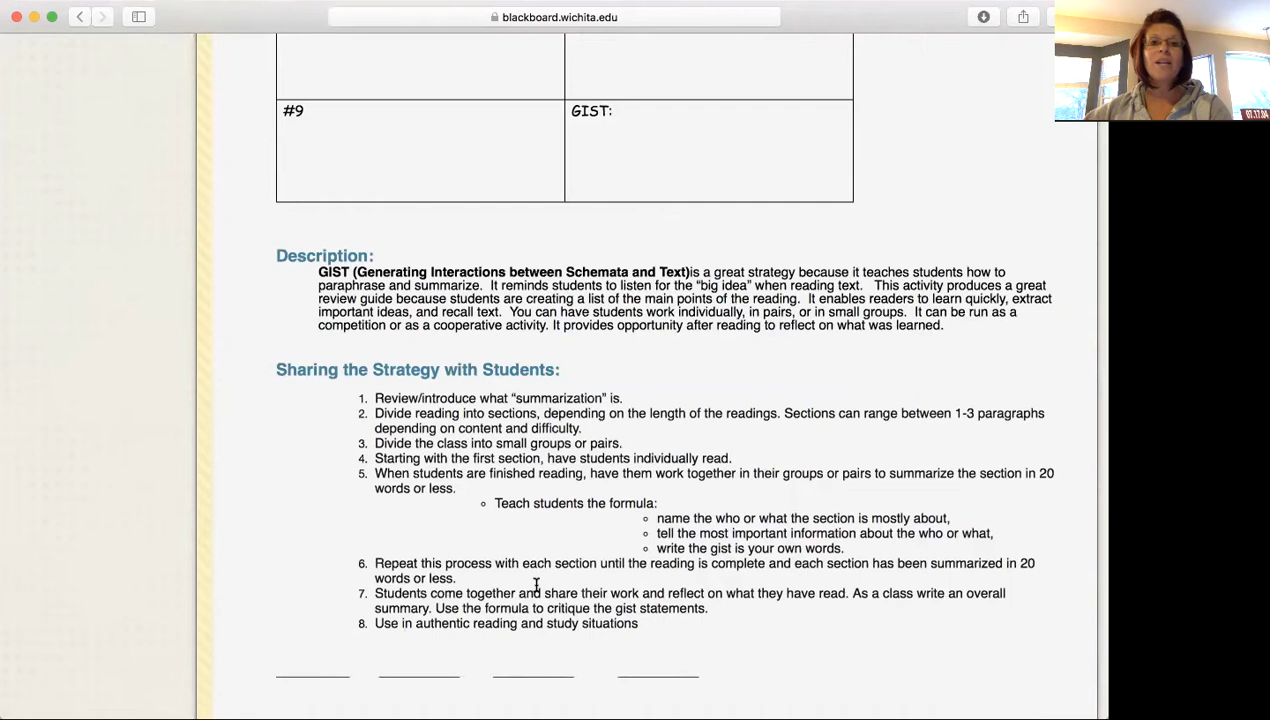 blackboard.wichita.edu
#9
GIST:
07.17.04
Description:
GIST (Generating Interactions between Schemata and Text)is a great strategy because it teaches students how to
paraphrase and summarize. It reminds students to listen for the “big idea” when reading text. This activity produces a great
review guide because students are creating a list of the main points of the reading. It enables readers to learn quickly, extract
important ideas, and recall text. You can have students work individually, in pairs, or in small groups. It can be run as a
competition or as a cooperative activity. It provides opportunity after reading to reflect on what was learned.
Sharing the Strategy with Students:
1. Review/introduce what “summarization” is.
2. Divide reading into sections, depending on the length of the readings. Sections can range between 1-3 paragraphs
depending on content and difficulty.
3. Divide the class into small groups or pairs.
4. Starting with the first section, have students individually read.
5. When students are finished reading, have them work together in their groups or pairs to summarize the section in 20
words or less.
Teach students the formula:
name the who or what the section is mostly about,
tell the most important information about the who or what,
write the gist is your own words.
6. Repeat this process with each section until the reading is complete and each section has been summarized in 20
words or less.
7. Students come together and share their work and reflect on what they have read. As a class write an overall
summary. Use the formula to critique the gist statements.
8. Use in authentic reading and study situations